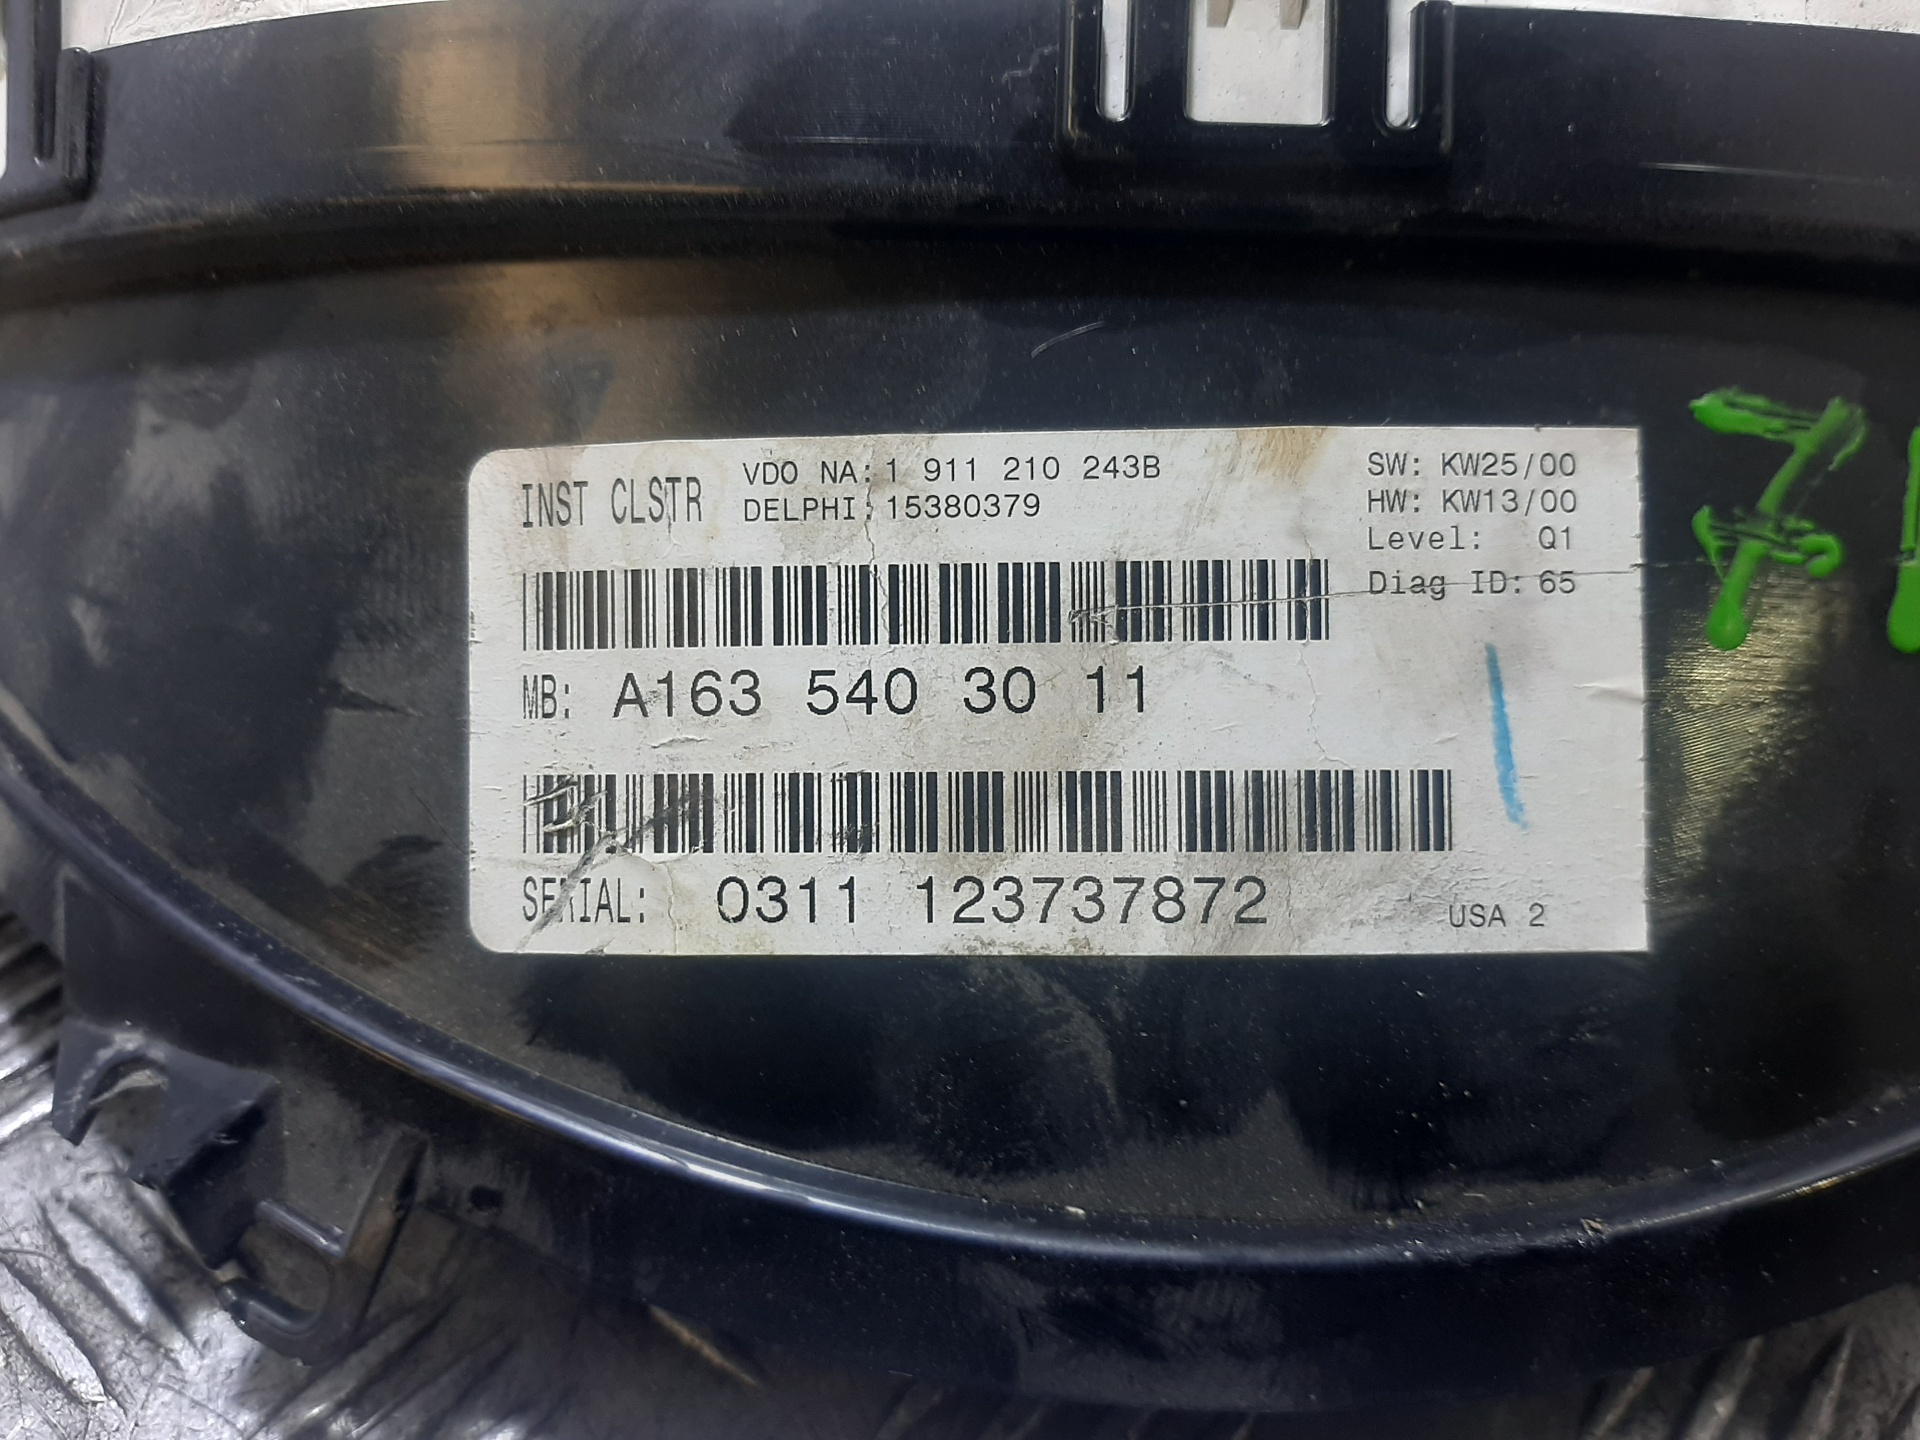 INST CLSTR
VDO NA: 1 911 210 243B
DELPHI: 15380379
SW: KW25/00
HW: KW13/00
Level: Q1
Diag ID: 65
MB: A163 540 30 11
SERIAL: 0311 123737872
USA 2
7